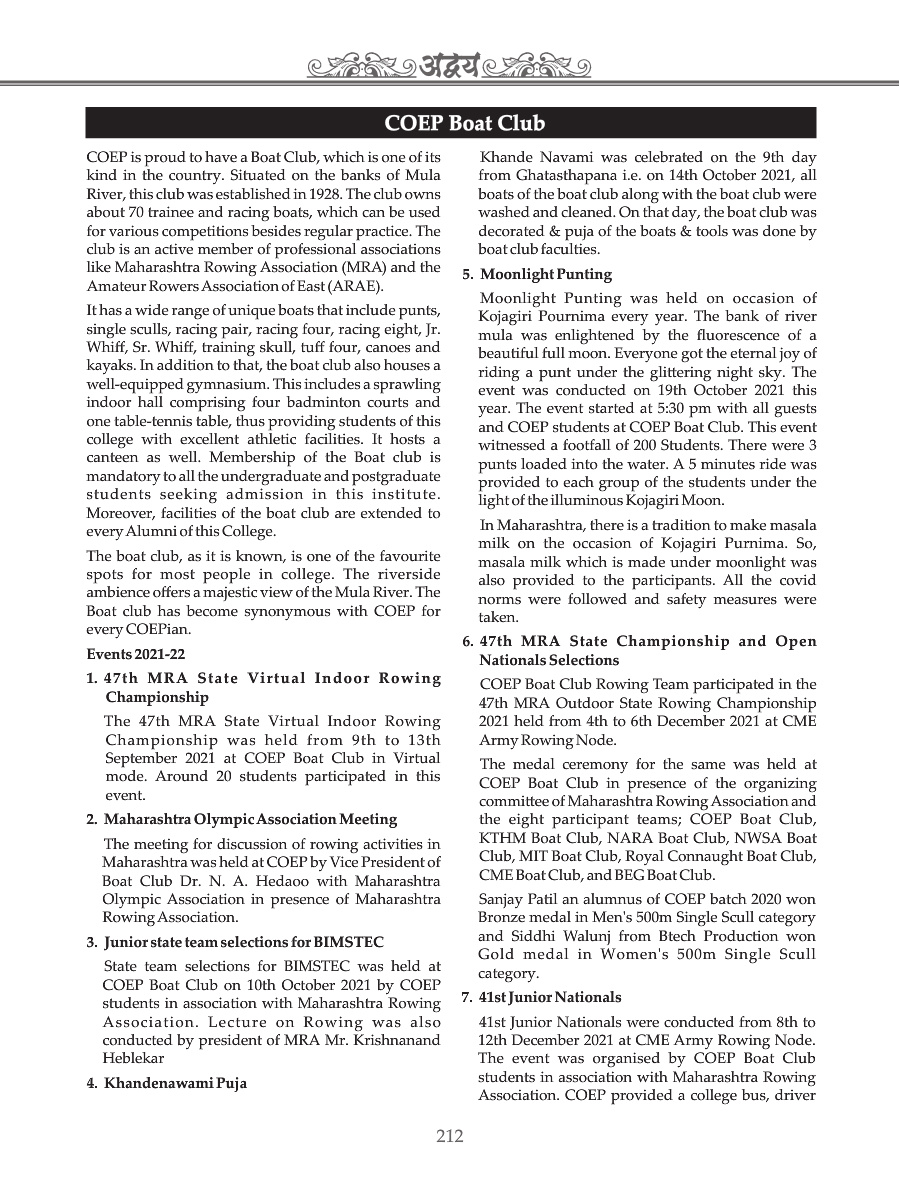 अद्वय
COEP Boat Club
COEP is proud to have a Boat Club, which is one of its
kind in the country. Situated on the banks of Mula
River, this club was established in 1928. The club owns
about 70 trainee and racing boats, which can be used
for various competitions besides regular practice. The
club is an active member of professional associations
like Maharashtra Rowing Association (MRA) and the
Amateur Rowers Association of East (ARAE).
It has a wide range of unique boats that include punts,
single sculls, racing pair, racing four, racing eight, Jr.
Whiff, Sr. Whiff, training skull, tuff four, canoes and
kayaks. In addition to that, the boat club also houses a
well-equipped gymnasium. This includes a sprawling
indoor hall comprising four badminton courts and
one table-tennis table, thus providing students of this
college with excellent athletic facilities. It hosts a
canteen as well. Membership of the Boat club is
mandatory to all the undergraduate and postgraduate
students seeking admission in this institute.
Moreover, facilities of the boat club are extended to
every Alumni of this College.
The boat club, as it is known, is one of the favourite
spots for most people in college. The riverside
ambience offers a majestic view of the Mula River. The
Boat club has become synonymous with COEP for
every COEPian.
Events 2021-22
1. 47th MRA State Virtual Indoor Rowing
Championship
The 47th MRA State Virtual Indoor Rowing
Championship was held from 9th to 13th
September 2021 at COEP Boat Club in Virtual
mode. Around 20 students participated in this
event.
2. Maharashtra Olympic Association Meeting
The meeting for discussion of rowing activities in
Maharashtra was held at COEP by Vice President of
Boat Club Dr. N. A. Hedaoo with Maharashtra
Olympic Association in presence of Maharashtra
Rowing Association.
3. Junior state team selections for BIMSTEC
State team selections for BIMSTEC was held at
COEP Boat Club on 10th October 2021 by COEP
students in association with Maharashtra Rowing
Association. Lecture on Rowing was also
conducted by president of MRA Mr. Krishnanand
Heblekar
4. Khandenawami Puja
Khande Navami was celebrated on the 9th day
from Ghatasthapana i.e. on 14th October 2021, all
boats of the boat club along with the boat club were
washed and cleaned. On that day, the boat club was
decorated & puja of the boats & tools was done by
boat club faculties.
5. Moonlight Punting
Moonlight Punting was held on occasion of
Kojagiri Pournima every year. The bank of river
mula was enlightened by the fluorescence of a
beautiful full moon. Everyone got the eternal joy of
riding a punt under the glittering night sky. The
event was conducted on 19th October 2021 this
year. The event started at 5:30 pm with all guests
and COEP students at COEP Boat Club. This event
witnessed a footfall of 200 Students. There were 3
punts loaded into the water. A 5 minutes ride was
provided to each group of the students under the
light of the illuminous Kojagiri Moon.
In Maharashtra, there is a tradition to make masala
milk on the occasion of Kojagiri Purnima. So,
masala milk which is made under moonlight was
also provided to the participants. All the covid
norms were followed and safety measures were
taken.
6. 47th MRA State Championship and Open
Nationals Selections
COEP Boat Club Rowing Team participated in the
47th MRA Outdoor State Rowing Championship
2021 held from 4th to 6th December 2021 at CME
Army Rowing Node.
The medal ceremony for the same was held at
COEP Boat Club in presence of the organizing
committee of Maharashtra Rowing Association and
the eight participant teams; COEP Boat Club,
KTHM Boat Club, NARA Boat Club, NWSA Boat
Club, MIT Boat Club, Royal Connaught Boat Club,
CME Boat Club, and BEG Boat Club.
Sanjay Patil an alumnus of COEP batch 2020 won
Bronze medal in Men's 500m Single Scull category
and Siddhi Walunj from Btech Production won
Gold medal in Women's 500m Single Scull
category.
7. 41st Junior Nationals
41st Junior Nationals were conducted from 8th to
12th December 2021 at CME Army Rowing Node.
The event was organised by COEP Boat Club
students in association with Maharashtra Rowing
Association. COEP provided a college bus, driver
212